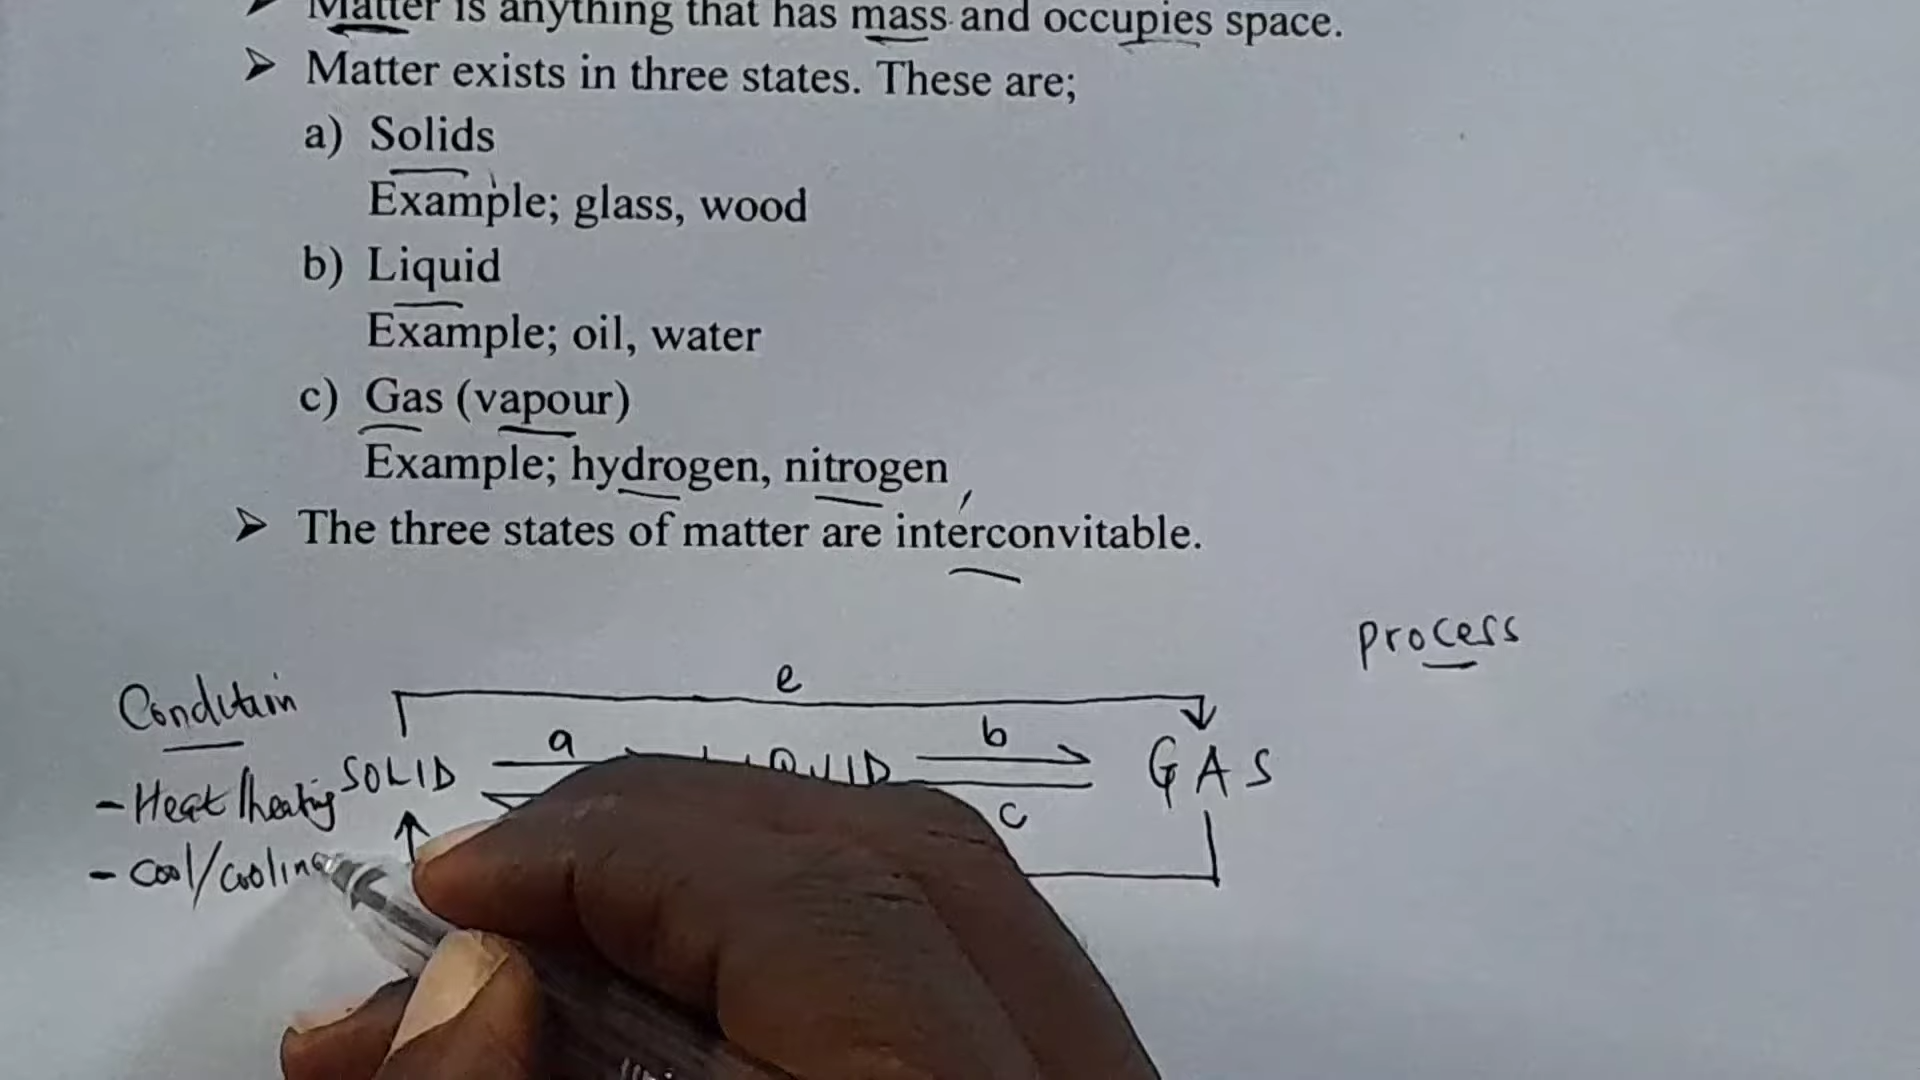 ➤ Matter is anything that has mass and occupies space.
➤ Matter exists in three states. These are;
a) Solids
Example; glass, wood
b) Liquid
Example; oil, water
c) Gas (vapour)
Example; hydrogen, nitrogen
➤ The three states of matter are interconvitable.
Process
e
Condition
a
b
SOLID
GAS
- Heat/heating
c
- Cool/cooling